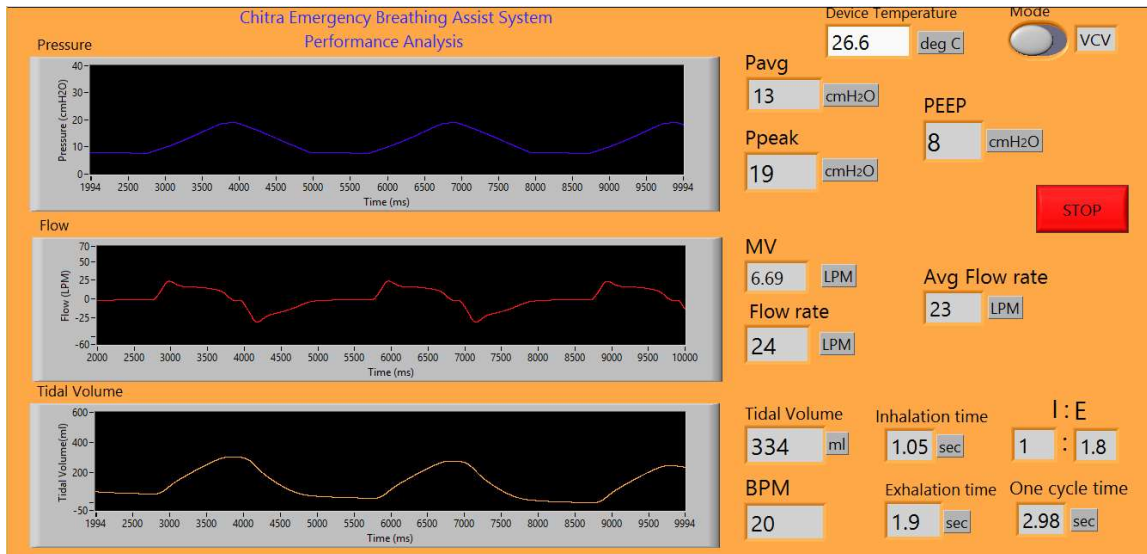 Chitra Emergency Breathing Assist System
Performance Analysis
Device Temperature
26.6 deg C
Mode
VCV
Pressure
Pressure (cmH2O)
40
30
20
10
0
1994 2500 3000 3500 4000 4500 5000 5500 6000 6500 7000 7500 8000 8500 9000 9500 9994
Time (ms)
Pavg
13 cmH2O
PEEP
8 cmH2O
Ppeak
19 cmH2O
STOP
Flow
Flow (LPM)
70
50
25
0
-25
-60
2000 2500 3000 3500 4000 4500 5000 5500 6000 6500 7000 7500 8000 8500 9000 9500 10000
Time (ms)
MV
6.69 LPM
Avg Flow rate
23 LPM
Flow rate
24 LPM
Tidal Volume
Tidal Volume(ml)
600
400
200
-50
1994 2500 3000 3500 4000 4500 5000 5500 6000 6500 7000 7500 8000 8500 9000 9500 9994
Time (ms)
Tidal Volume
334 ml
Inhalation time
1.05 sec
I : E
1 : 1.8
BPM
20
Exhalation time
1.9 sec
One cycle time
2.98 sec